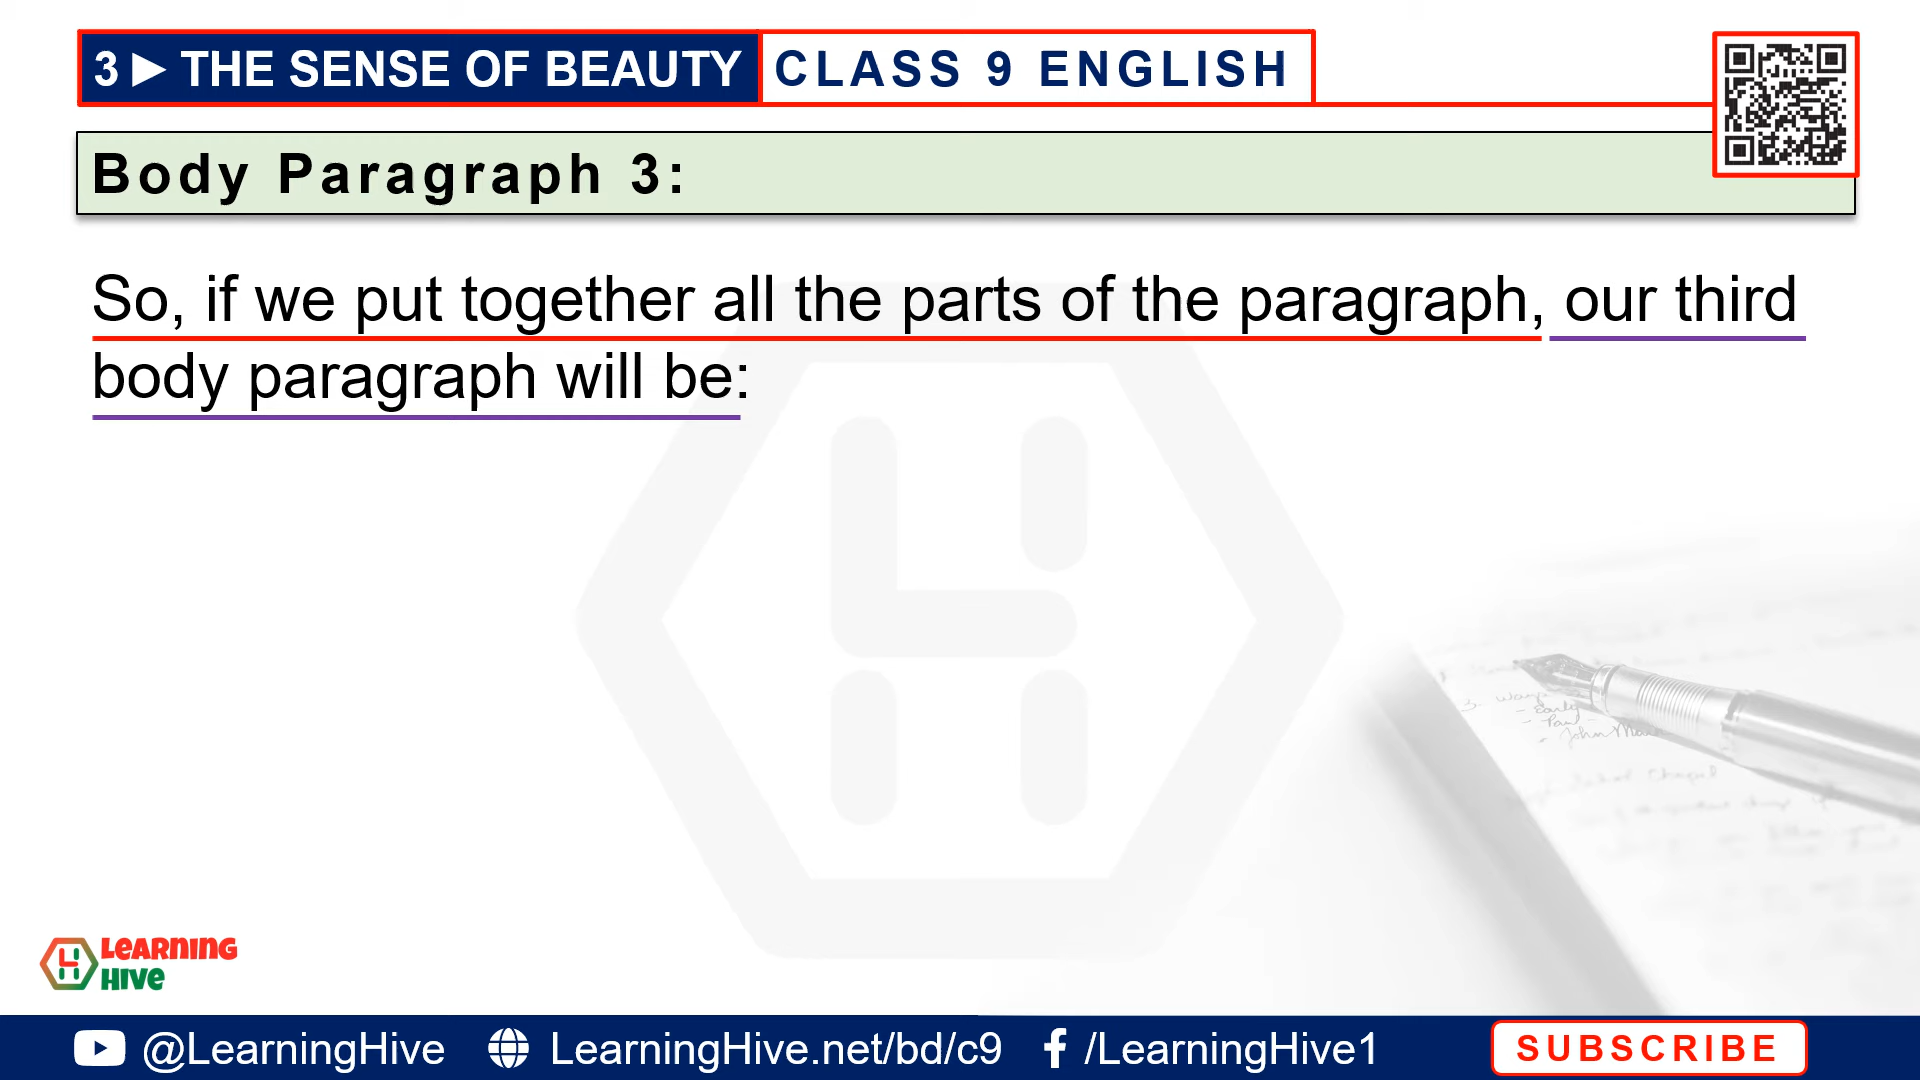 3 ▶ THE SENSE OF BEAUTY CLASS 9 ENGLISH
Body Paragraph 3:
So, if we put together all the parts of the paragraph, our third
body paragraph will be:
LEARNING
HIVE
@LearningHive LearningHive.net/bd/c9 /LearningHive1 SUBSCRIBE